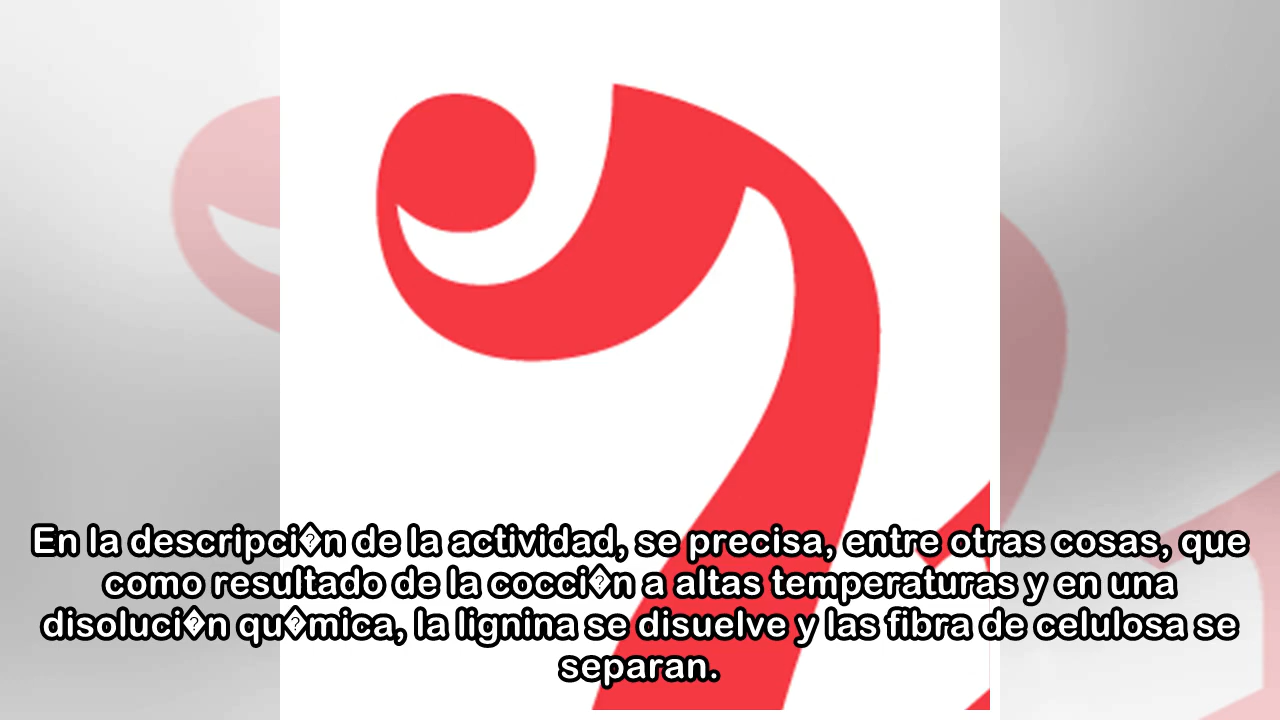 En la descripci�n de la actividad, se precisa, entre otras cosas, que
como resultado de la cocci�n a altas temperaturas y en una
disoluci�n qu�mica, la lignina se disuelve y las fibra de celulosa se
separan.